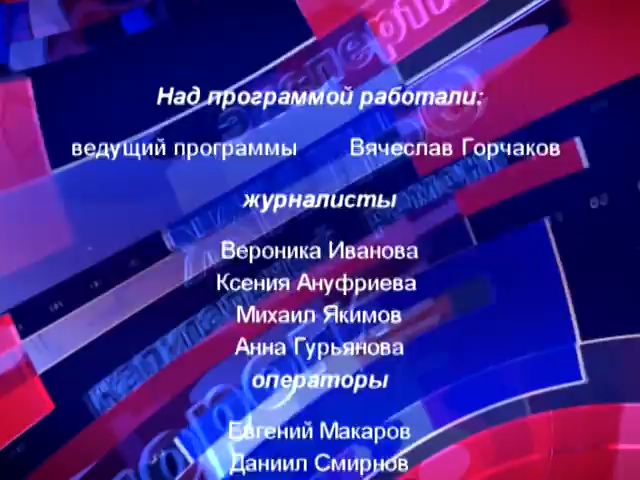 Над программой работали:
ведущий программы Вячеслав Горчаков
журналисты
Вероника Иванова
Ксения Ануфриева
Михаил Якимов
Анна Гурьянова
операторы
Евгений Макаров
Даниил Смирнов